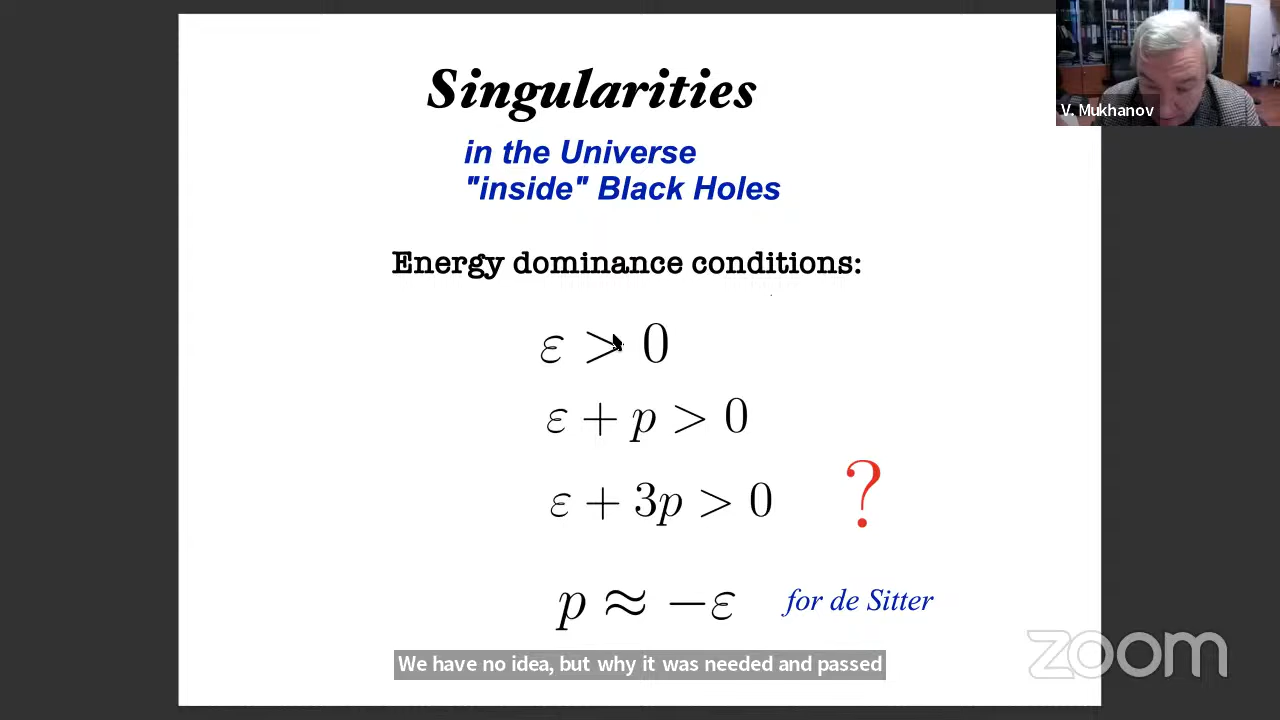 Singularities
in the Universe
"inside" Black Holes
V. Mukhanov
Energy dominance conditions:
ε > 0
ε + p > 0
ε + 3p > 0 ?
p ≈ −ε for de Sitter
We have no idea, but why it was needed and passed
zoom